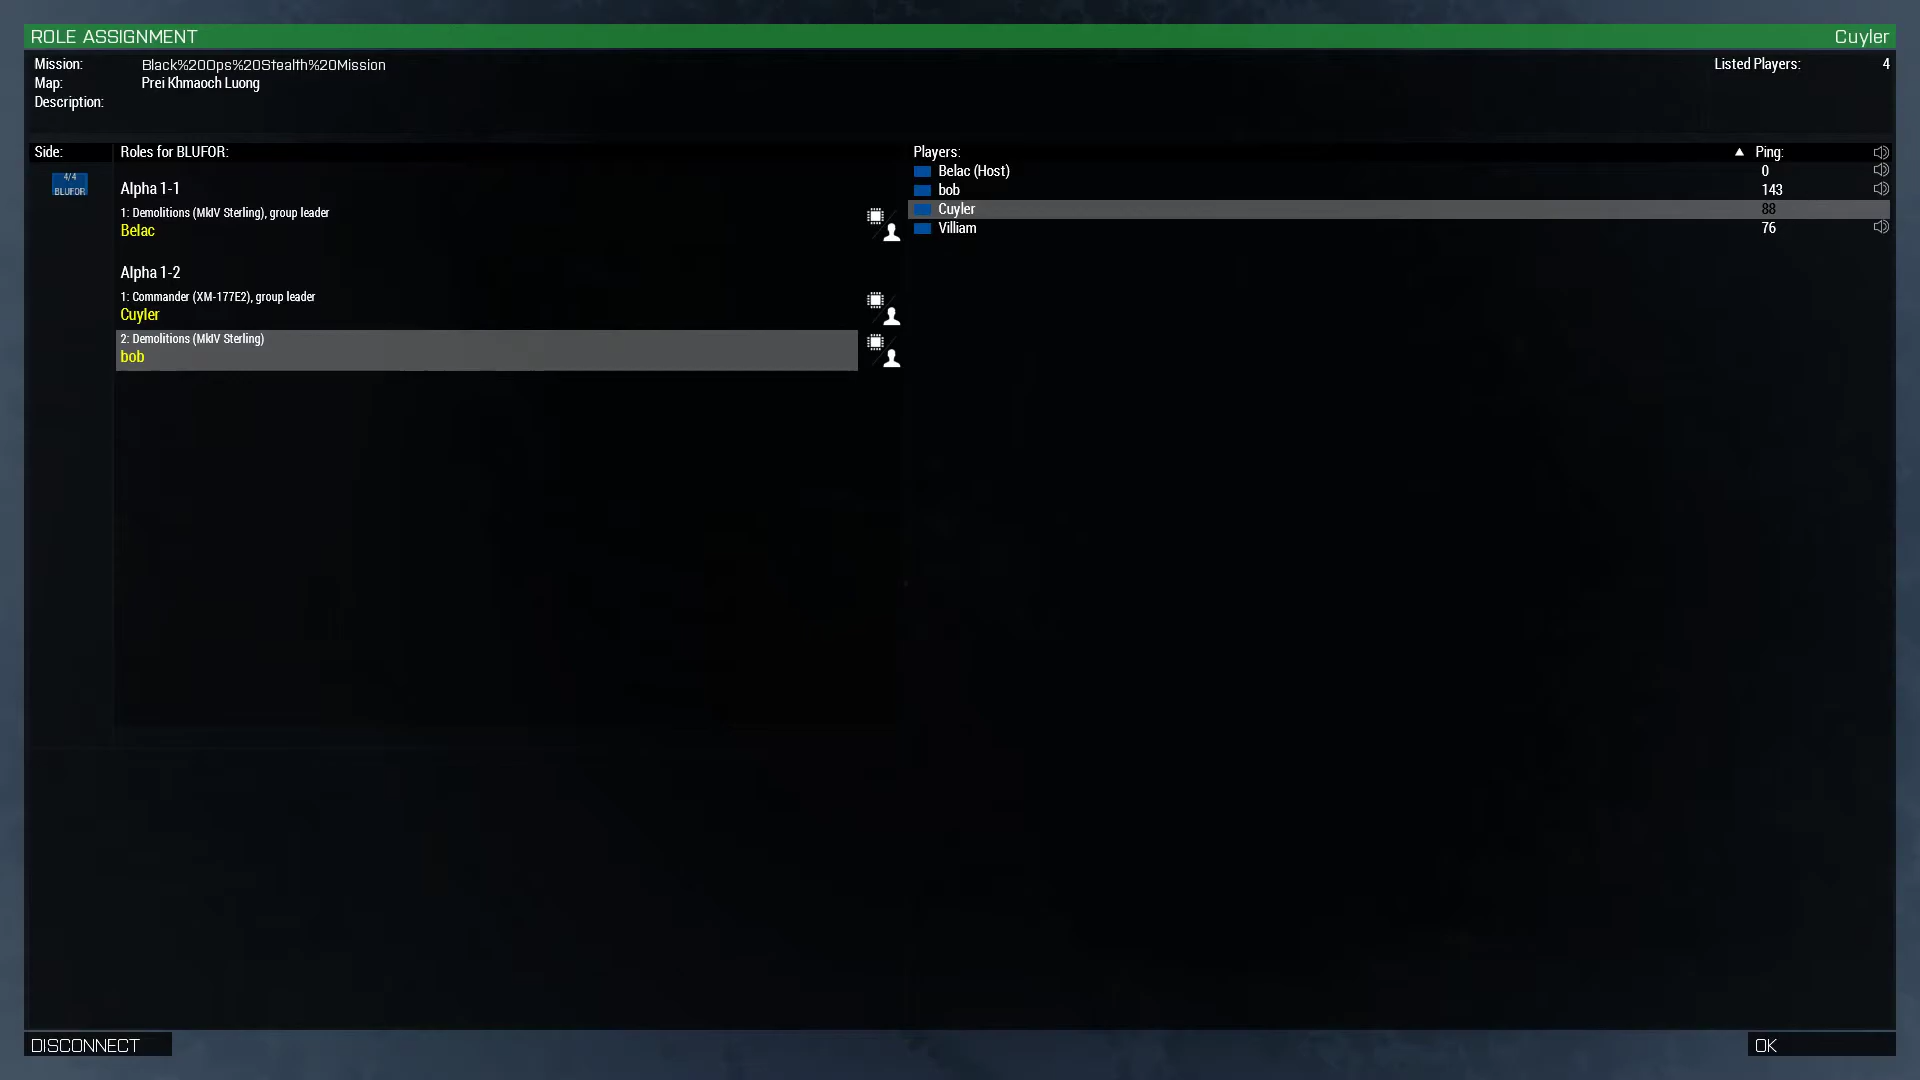 ROLE ASSIGNMENT
Cuyler
Mission: Black%20Ops%20Stealth%20Mission
Listed Players: 4
Map: Prei Khmaoch Luong
Description:
Side:
Roles for BLUFOR:
Players:
▲ Ping:
4/4
BLUFOR
Belac (Host) 0
bob 143
Cuyler 88
Villiam 76
Alpha 1-1
1: Demolitions (MkIV Sterling), group leader
Belac
Alpha 1-2
1: Commander (XM-177E2), group leader
Cuyler
2: Demolitions (MkIV Sterling)
bob
DISCONNECT
OK